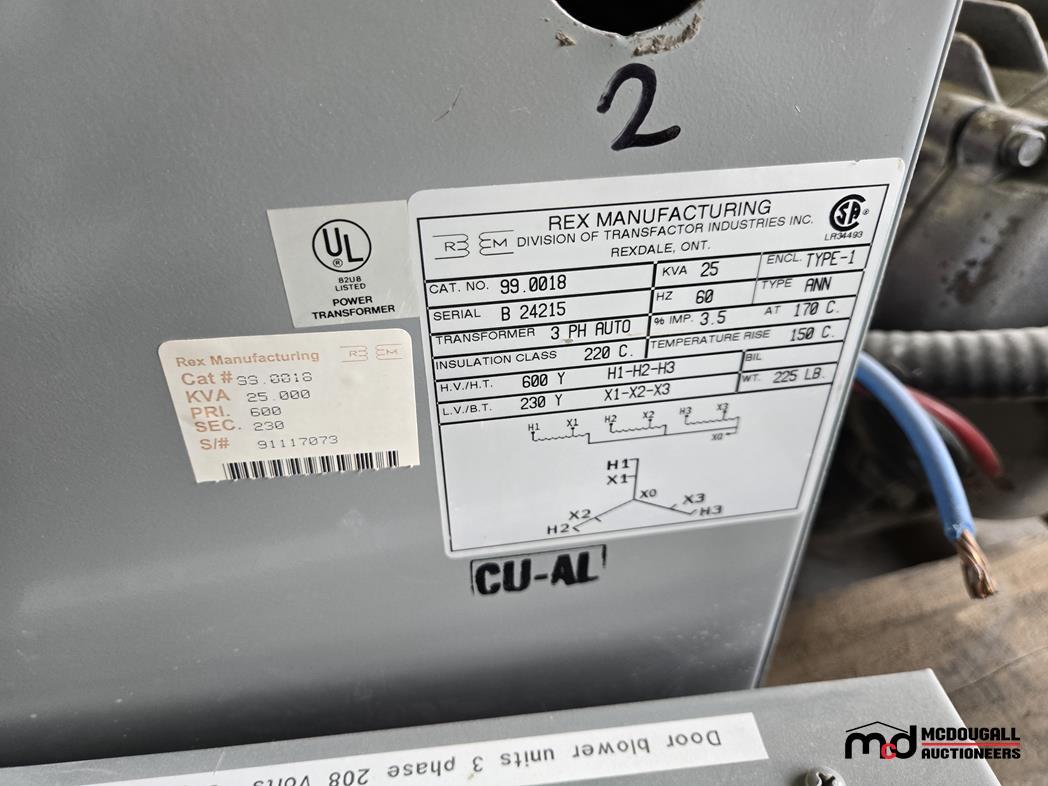 2
UL
®
82U8
LISTED
POWER
TRANSFORMER
REX MANUFACTURING
DIVISION OF TRANSFACTOR INDUSTRIES INC.
REXDALE, ONT.
SA ®
LR34493
CAT. NO. 99.0018 KVA 25 ENCL. TYPE-1
SERIAL B 24215 HZ 60 TYPE ANN
TRANSFORMER 3 PH AUTO % IMP. 3.5 AT 170 C.
INSULATION CLASS 220 C. TEMPERATURE RISE 150 C.
H.V./H.T. 600 Y H1-H2-H3 BIL
L.V./B.T. 230 Y X1-X2-X3 WT. 225 LB.
H1 X1 H2 X2 H3 X3
X0
H1
X1
X0
X2 X3
H2 H3
Rex Manufacturing
Cat # 99.0018
KVA 25.000
PRI. 600
SEC. 230
S/# 91117073
CU-AL
Door blower units 3 phase 208 Volts
mcd MCDOUGALL
AUCTIONEERS